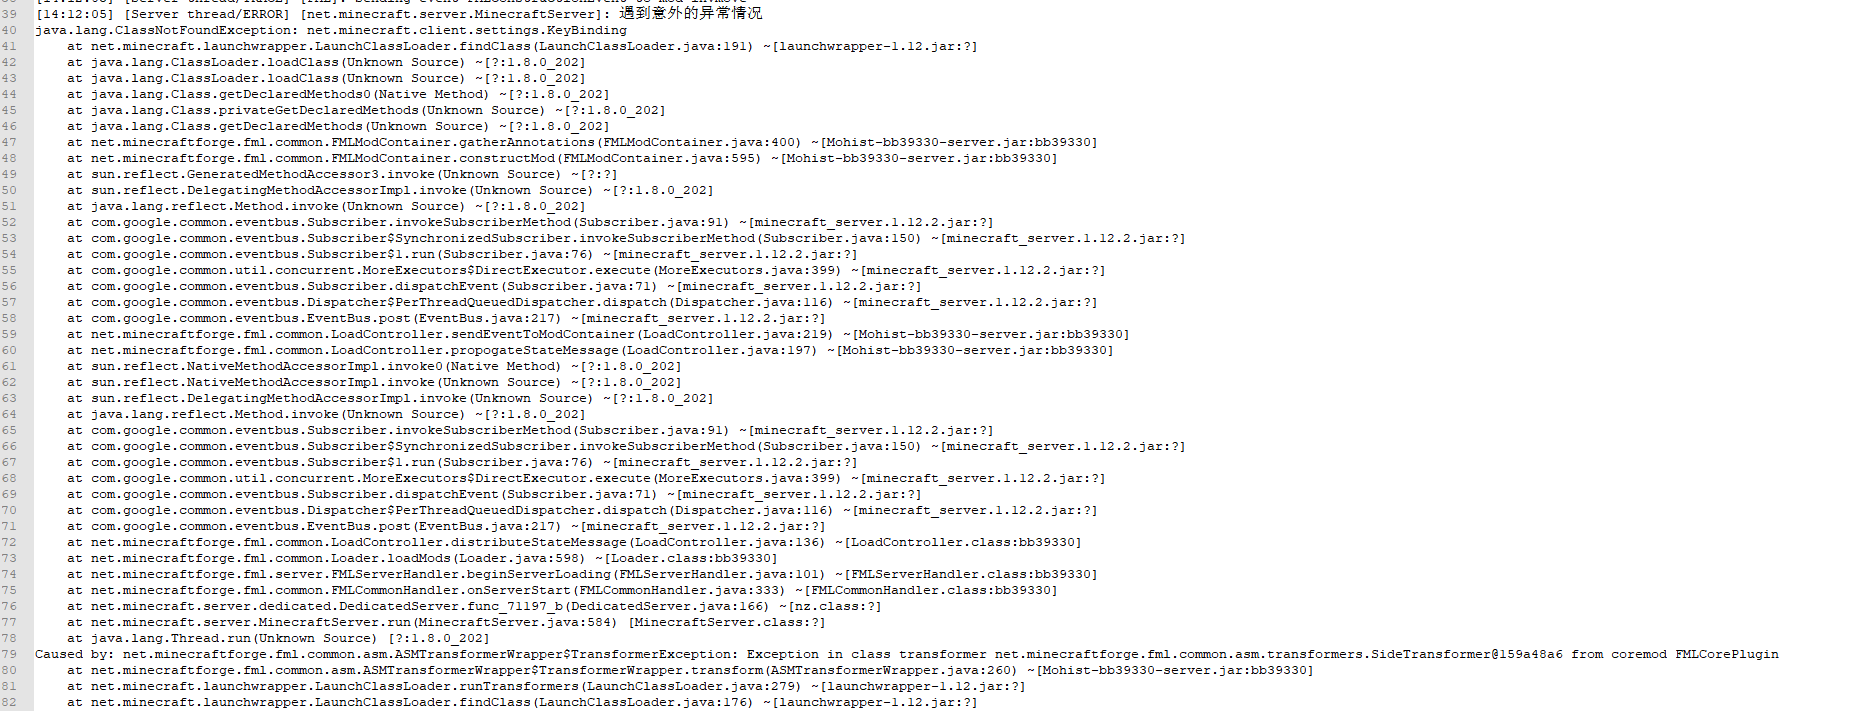 39 [14:12:05] [Server thread/ERROR] [net.minecraft.server.MinecraftServer]: 遇到意外的异常情况
40 java.lang.ClassNotFoundException: net.minecraft.client.settings.KeyBinding
41 at net.minecraft.launchwrapper.LaunchClassLoader.findClass(LaunchClassLoader.java:191) ~[launchwrapper-1.12.jar:?]
42 at java.lang.ClassLoader.loadClass(Unknown Source) ~[?:1.8.0_202]
43 at java.lang.ClassLoader.loadClass(Unknown Source) ~[?:1.8.0_202]
44 at java.lang.Class.getDeclaredMethods0(Native Method) ~[?:1.8.0_202]
45 at java.lang.Class.privateGetDeclaredMethods(Unknown Source) ~[?:1.8.0_202]
46 at java.lang.Class.getDeclaredMethods(Unknown Source) ~[?:1.8.0_202]
47 at net.minecraftforge.fml.common.FMLModContainer.gatherAnnotations(FMLModContainer.java:400) ~[Mohist-bb39330-server.jar:bb39330]
48 at net.minecraftforge.fml.common.FMLModContainer.constructMod(FMLModContainer.java:595) ~[Mohist-bb39330-server.jar:bb39330]
49 at sun.reflect.GeneratedMethodAccessor3.invoke(Unknown Source) ~[?:?]
50 at sun.reflect.DelegatingMethodAccessorImpl.invoke(Unknown Source) ~[?:1.8.0_202]
51 at java.lang.reflect.Method.invoke(Unknown Source) ~[?:1.8.0_202]
52 at com.google.common.eventbus.Subscriber.invokeSubscriberMethod(Subscriber.java:91) ~[minecraft_server.1.12.2.jar:?]
53 at com.google.common.eventbus.Subscriber$SynchronizedSubscriber.invokeSubscriberMethod(Subscriber.java:150) ~[minecraft_server.1.12.2.jar:?]
54 at com.google.common.eventbus.Subscriber$1.run(Subscriber.java:76) ~[minecraft_server.1.12.2.jar:?]
55 at com.google.common.util.concurrent.MoreExecutors$DirectExecutor.execute(MoreExecutors.java:399) ~[minecraft_server.1.12.2.jar:?]
56 at com.google.common.eventbus.Subscriber.dispatchEvent(Subscriber.java:71) ~[minecraft_server.1.12.2.jar:?]
57 at com.google.common.eventbus.Dispatcher$PerThreadQueuedDispatcher.dispatch(Dispatcher.java:116) ~[minecraft_server.1.12.2.jar:?]
58 at com.google.common.eventbus.EventBus.post(EventBus.java:217) ~[minecraft_server.1.12.2.jar:?]
59 at net.minecraftforge.fml.common.LoadController.sendEventToModContainer(LoadController.java:219) ~[Mohist-bb39330-server.jar:bb39330]
60 at net.minecraftforge.fml.common.LoadController.propogateStateMessage(LoadController.java:197) ~[Mohist-bb39330-server.jar:bb39330]
61 at sun.reflect.NativeMethodAccessorImpl.invoke0(Native Method) ~[?:1.8.0_202]
62 at sun.reflect.NativeMethodAccessorImpl.invoke(Unknown Source) ~[?:1.8.0_202]
63 at sun.reflect.DelegatingMethodAccessorImpl.invoke(Unknown Source) ~[?:1.8.0_202]
64 at java.lang.reflect.Method.invoke(Unknown Source) ~[?:1.8.0_202]
65 at com.google.common.eventbus.Subscriber.invokeSubscriberMethod(Subscriber.java:91) ~[minecraft_server.1.12.2.jar:?]
66 at com.google.common.eventbus.Subscriber$SynchronizedSubscriber.invokeSubscriberMethod(Subscriber.java:150) ~[minecraft_server.1.12.2.jar:?]
67 at com.google.common.eventbus.Subscriber$1.run(Subscriber.java:76) ~[minecraft_server.1.12.2.jar:?]
68 at com.google.common.util.concurrent.MoreExecutors$DirectExecutor.execute(MoreExecutors.java:399) ~[minecraft_server.1.12.2.jar:?]
69 at com.google.common.eventbus.Subscriber.dispatchEvent(Subscriber.java:71) ~[minecraft_server.1.12.2.jar:?]
70 at com.google.common.eventbus.Dispatcher$PerThreadQueuedDispatcher.dispatch(Dispatcher.java:116) ~[minecraft_server.1.12.2.jar:?]
71 at com.google.common.eventbus.EventBus.post(EventBus.java:217) ~[minecraft_server.1.12.2.jar:?]
72 at net.minecraftforge.fml.common.LoadController.distributeStateMessage(LoadController.java:136) ~[LoadController.class:bb39330]
73 at net.minecraftforge.fml.common.Loader.loadMods(Loader.java:598) ~[Loader.class:bb39330]
74 at net.minecraftforge.fml.server.FMLServerHandler.beginServerLoading(FMLServerHandler.java:101) ~[FMLServerHandler.class:bb39330]
75 at net.minecraftforge.fml.common.FMLCommonHandler.onServerStart(FMLCommonHandler.java:333) ~[FMLCommonHandler.class:bb39330]
76 at net.minecraft.server.dedicated.DedicatedServer.func_71197_b(DedicatedServer.java:166) ~[nz.class:?]
77 at net.minecraft.server.MinecraftServer.run(MinecraftServer.java:584) [MinecraftServer.class:?]
78 at java.lang.Thread.run(Unknown Source) [?:1.8.0_202]
79 Caused by: net.minecraftforge.fml.common.asm.ASMTransformerWrapper$TransformerException: Exception in class transformer net.minecraftforge.fml.common.asm.transformers.SideTransformer@159a48a6 from coremod FMLCorePlugin
80 at net.minecraftforge.fml.common.asm.ASMTransformerWrapper$TransformerWrapper.transform(ASMTransformerWrapper.java:260) ~[Mohist-bb39330-server.jar:bb39330]
81 at net.minecraft.launchwrapper.LaunchClassLoader.runTransformers(LaunchClassLoader.java:279) ~[launchwrapper-1.12.jar:?]
82 at net.minecraft.launchwrapper.LaunchClassLoader.findClass(LaunchClassLoader.java:176) ~[launchwrapper-1.12.jar:?]